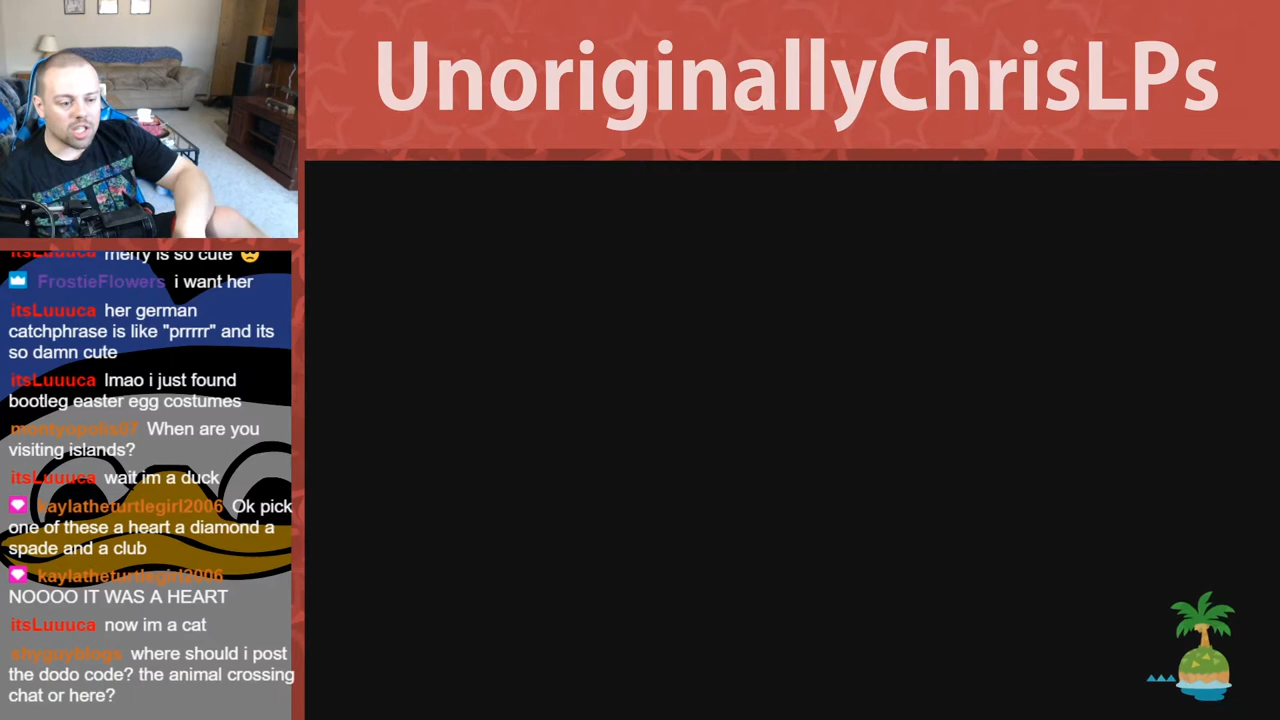 UnoriginallyChrisLPs
itsLuuuca merry is so cute
FrostieFlowers i want her
itsLuuuca her german
catchphrase is like "prrrrr" and its
so damn cute
itsLuuuca lmao i just found
bootleg easter egg costumes
montyopolis07 When are you
visiting islands?
itsLuuuca wait im a duck
kaylatheturtlegirl2006 Ok pick
one of these a heart a diamond a
spade and a club
kaylatheturtlegirl2006
NOOOO IT WAS A HEART
itsLuuuca now im a cat
shyguyblogs where should i post
the dodo code? the animal crossing
chat or here?